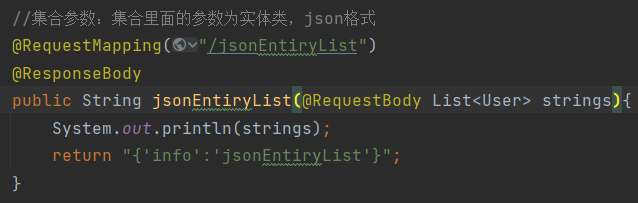 //集合参数：集合里面的参数为实体类，json格式
@RequestMapping("/jsonEntiryList")
@ResponseBody
public String jsonEntiryList(@RequestBody List<User> strings){
    System.out.println(strings);
    return "{'info':'jsonEntiryList'}";
}